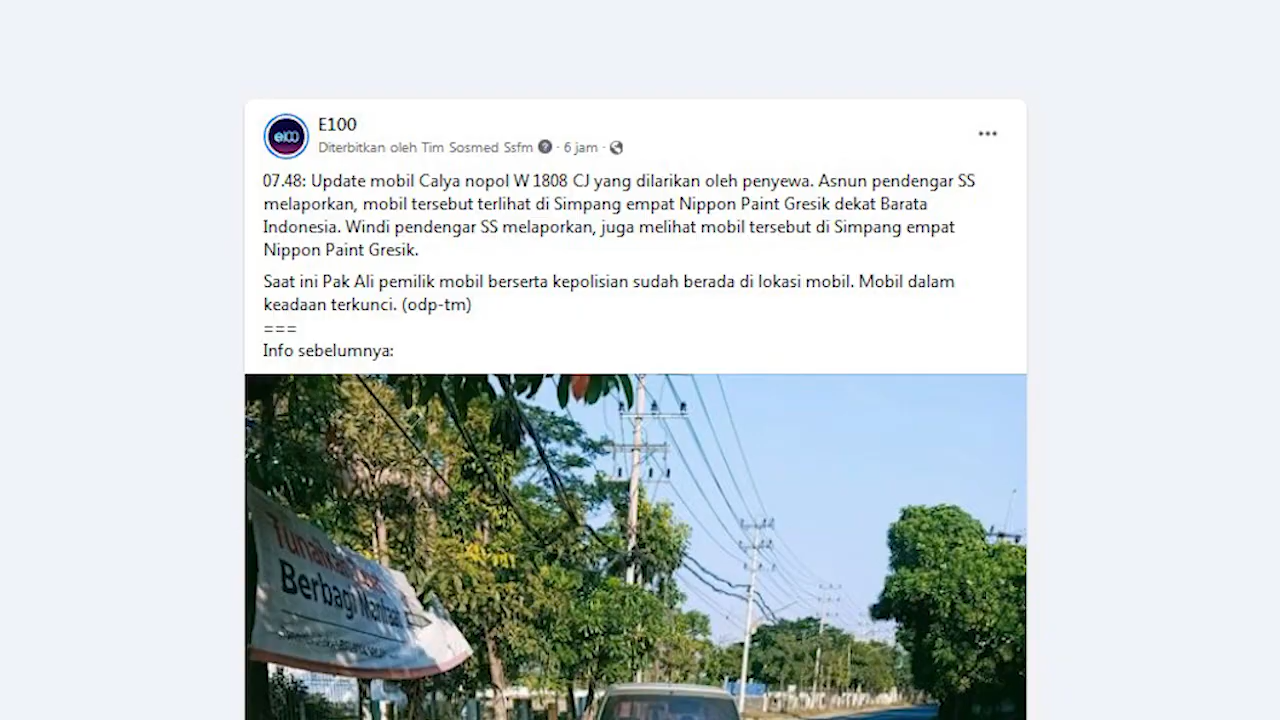 e100
E100
Diterbitkan oleh Tim Sosmed Ssfm ? · 6 jam ·
07.48: Update mobil Calya nopol W 1808 CJ yang dilarikan oleh penyewa. Asnun pendengar SS
melaporkan, mobil tersebut terlihat di Simpang empat Nippon Paint Gresik dekat Barata
Indonesia. Windi pendengar SS melaporkan, juga melihat mobil tersebut di Simpang empat
Nippon Paint Gresik.
Saat ini Pak Ali pemilik mobil berserta kepolisian sudah berada di lokasi mobil. Mobil dalam
keadaan terkunci. (odp-tm)
===
Info sebelumnya:
Berbagi Manfaat